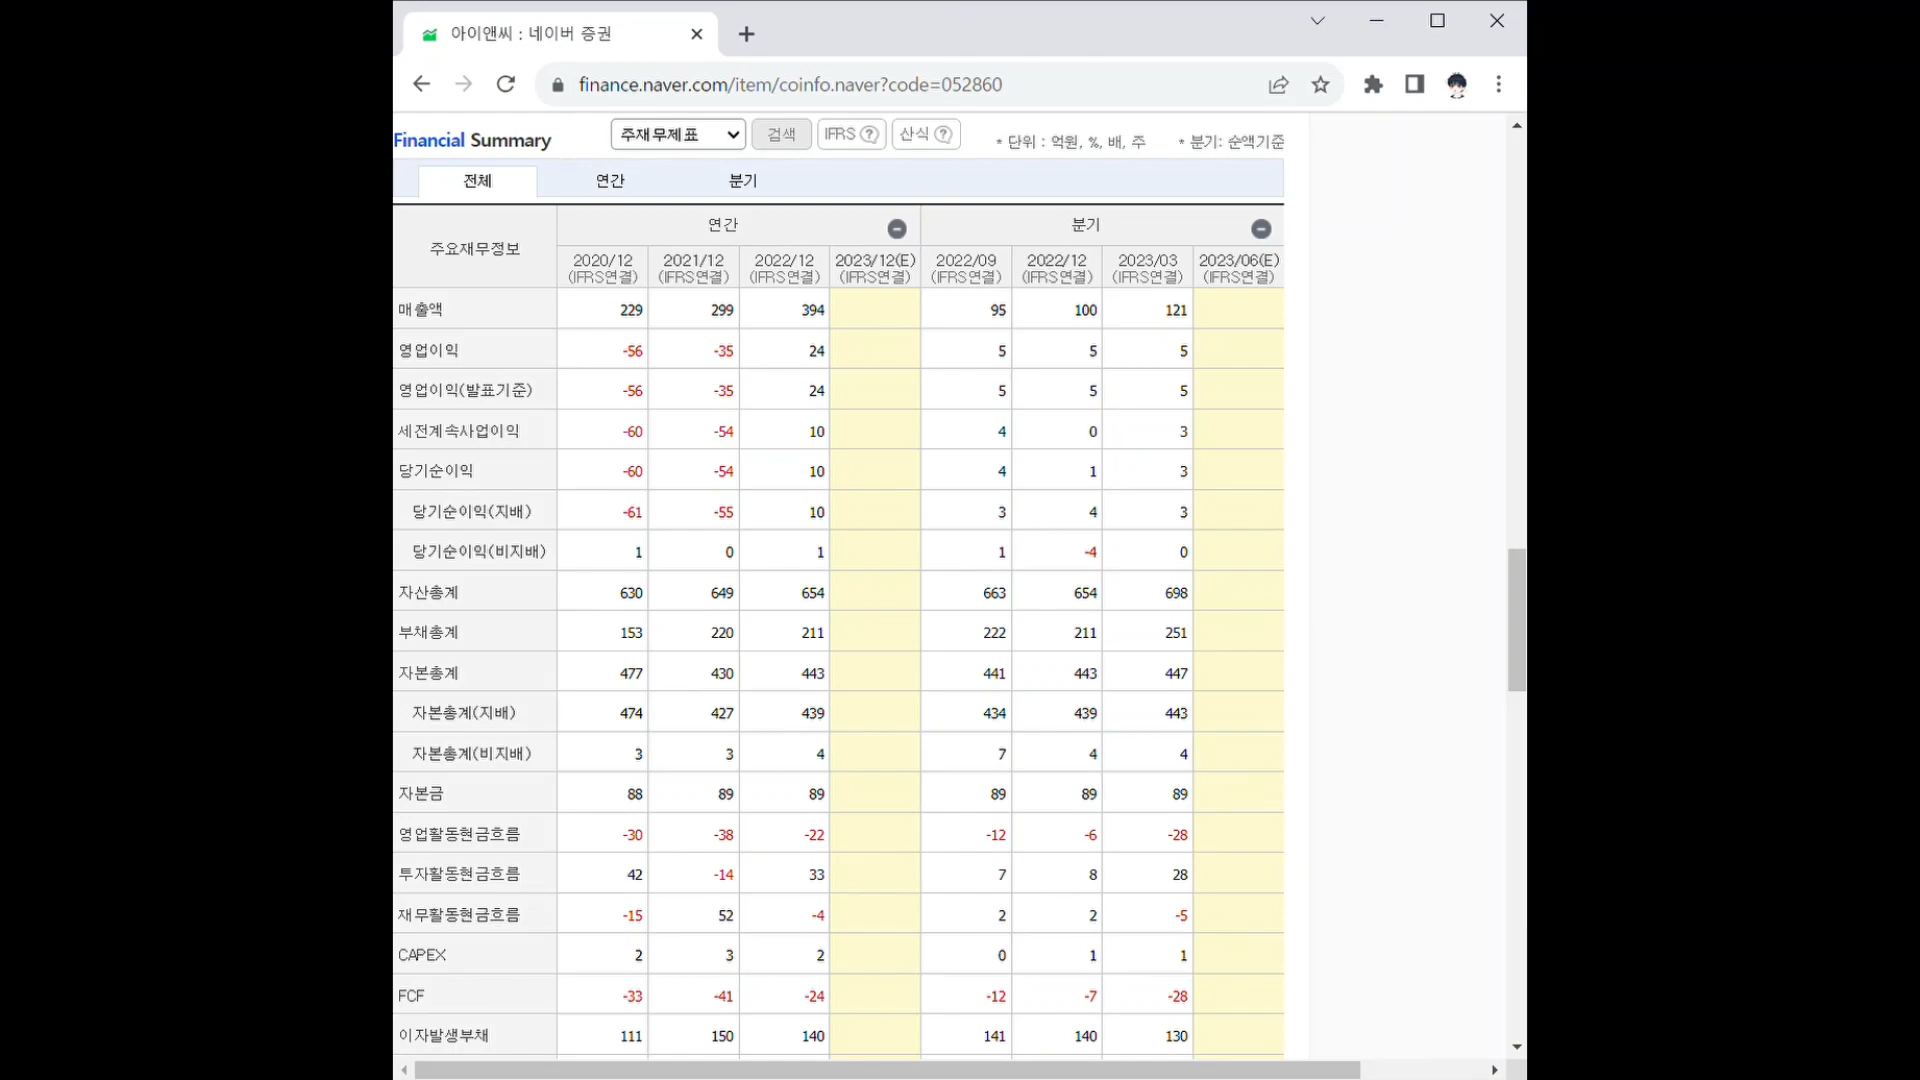 아이앤씨 : 네이버 증권
finance.naver.com/item/coinfo.naver?code=052860
Financial Summary 주재무제표 검색 IFRS ? 산식 ? * 단위 : 억원, %, 배, 주 * 분기: 순액기준
전체 연간 분기
주요재무정보 연간 분기
2020/12 2021/12 2022/12 2023/12(E) 2022/09 2022/12 2023/03 2023/06(E)
(IFRS연결) (IFRS연결) (IFRS연결) (IFRS연결) (IFRS연결) (IFRS연결) (IFRS연결) (IFRS연결)
매출액 229 299 394 95 100 121
영업이익 -56 -35 24 5 5 5
영업이익(발표기준) -56 -35 24 5 5 5
세전계속사업이익 -60 -54 10 4 0 3
당기순이익 -60 -54 10 4 1 3
당기순이익(지배) -61 -55 10 3 4 3
당기순이익(비지배) 1 0 1 1 -4 0
자산총계 630 649 654 663 654 698
부채총계 153 220 211 222 211 251
자본총계 477 430 443 441 443 447
자본총계(지배) 474 427 439 434 439 443
자본총계(비지배) 3 3 4 7 4 4
자본금 88 89 89 89 89 89
영업활동현금흐름 -30 -38 -22 -12 -6 -28
투자활동현금흐름 42 -14 33 7 8 28
재무활동현금흐름 -15 52 -4 2 2 -5
CAPEX 2 3 2 0 1 1
FCF -33 -41 -24 -12 -7 -28
이자발생부채 111 150 140 141 140 130